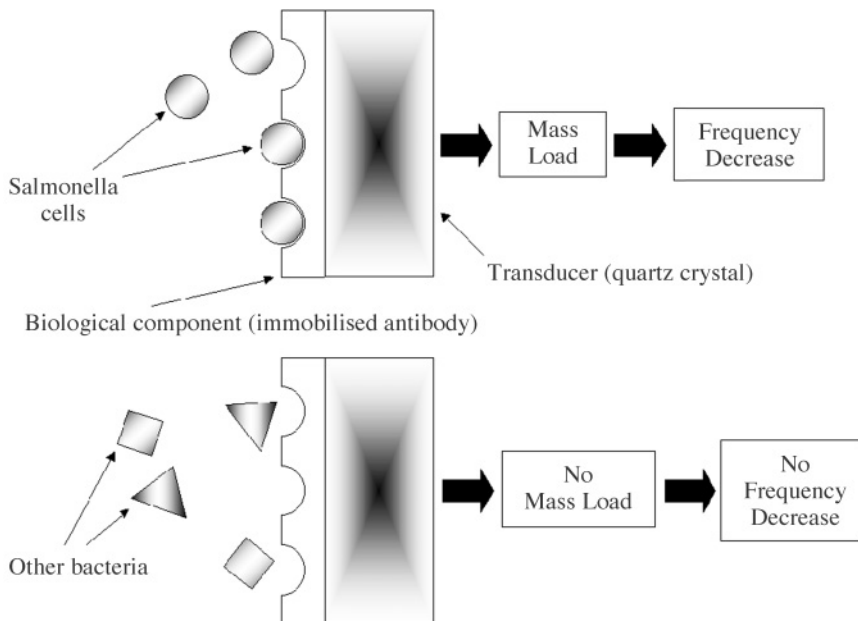 Mass
Load
Frequency
Decrease
Salmonella
cells
Transducer (quartz crystal)
Biological component (immobilised antibody)
No
Mass Load
No
Frequency
Decrease
Other bacteria